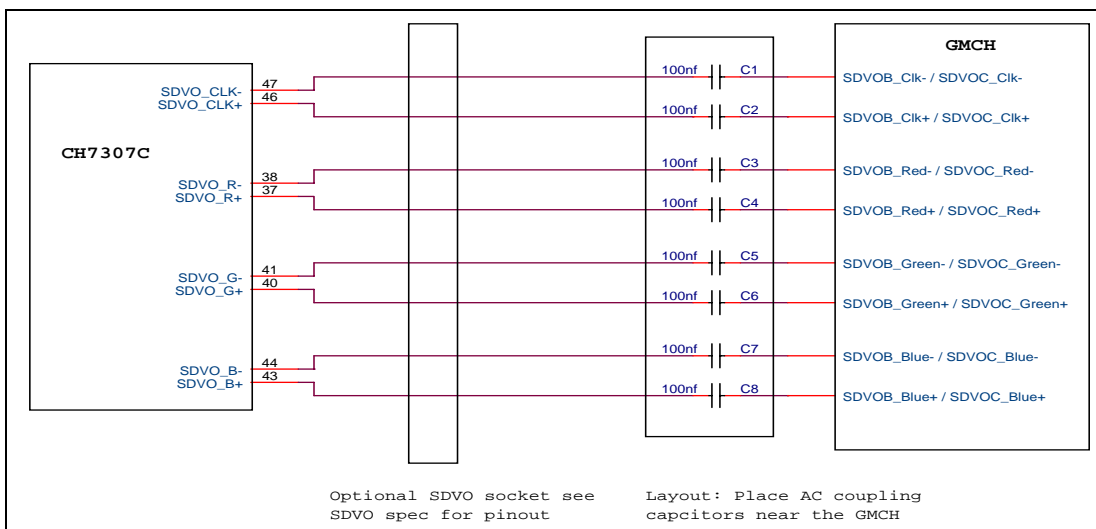 GMCH
CH7307C
SDVO_CLK- 47 100nf C1 SDVOB_Clk- / SDVOC_Clk-
SDVO_CLK+ 46 100nf C2 SDVOB_Clk+ / SDVOC_Clk+
SDVO_R- 38 100nf C3 SDVOB_Red- / SDVOC_Red-
SDVO_R+ 37 100nf C4 SDVOB_Red+ / SDVOC_Red+
SDVO_G- 41 100nf C5 SDVOB_Green- / SDVOC_Green-
SDVO_G+ 40 100nf C6 SDVOB_Green+ / SDVOC_Green+
SDVO_B- 44 100nf C7 SDVOB_Blue- / SDVOC_Blue-
SDVO_B+ 43 100nf C8 SDVOB_Blue+ / SDVOC_Blue+
Optional SDVO socket see
SDVO spec for pinout
Layout: Place AC coupling
capcitors near the GMCH